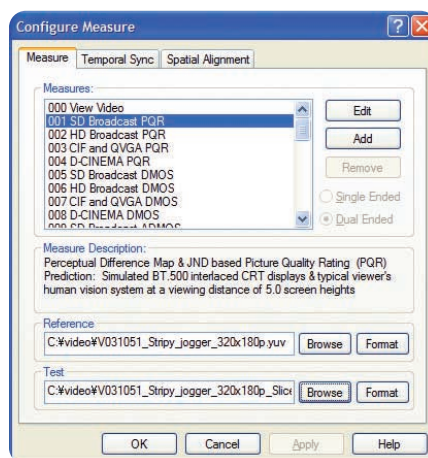 Configure Measure
Measure
Temporal Sync
Spatial Alignment
Measures:
000 View Video
001 SD Broadcast PQR
002 HD Broadcast PQR
003 CIF and QVGA PQR
004 D-CINEMA PQR
005 SD Broadcast DMOS
006 HD Broadcast DMOS
007 CIF and QVGA DMOS
008 D-CINEMA DMOS
009 SD Broadcast ADMOS
Edit
Add
Remove
Single Ended
Dual Ended
Measure Description:
Perceptual Difference Map & JND based Picture Quality Rating (PQR)
Prediction: Simulated BT.500 interlaced CRT displays & typical viewer's
human vision system at a viewing distance of 5.0 screen heights
Reference
C:¥video¥V031051_Stripy_jogger_320x180p.yuv
Browse
Format
Test
C:¥video¥V031051_Stripy_jogger_320x180p_Slice
Browse
Format
OK
Cancel
Apply
Help